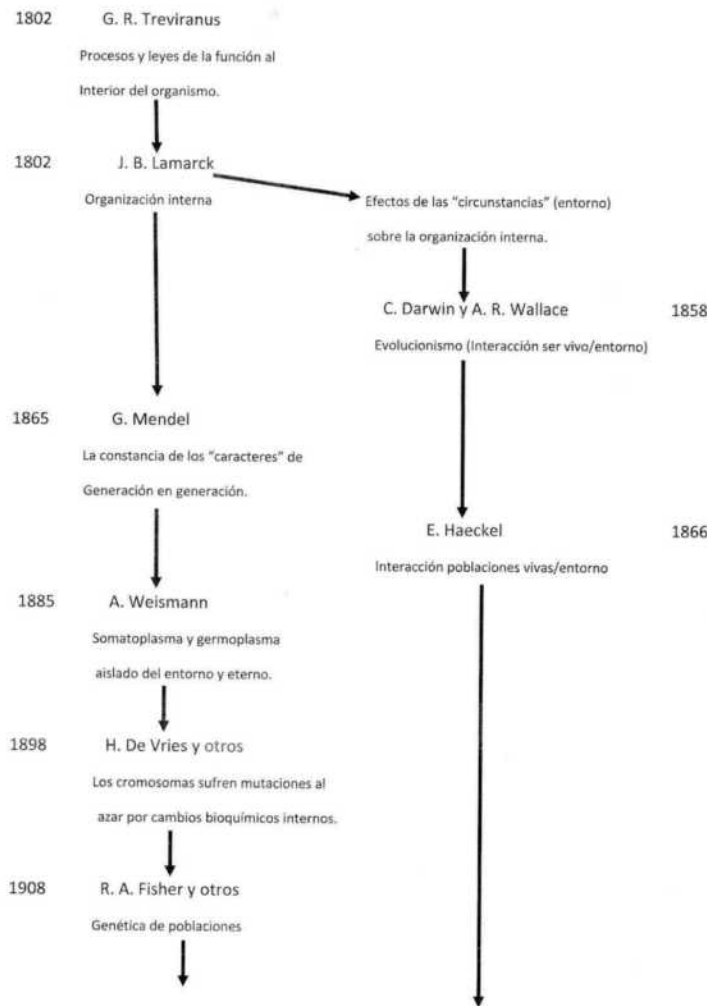 1802 G. R. Treviranus
Procesos y leyes de la función al
Interior del organismo.
1802 J. B. Lamarck
Organización interna
Efectos de las "circunstancias" (entorno)
sobre la organización interna.
C. Darwin y A. R. Wallace 1858
Evolucionismo (Interacción ser vivo/entorno)
1865 G. Mendel
La constancia de los "caracteres" de
Generación en generación.
E. Haeckel 1866
Interacción poblaciones vivas/entorno
1885 A. Weismann
Somatoplasma y germoplasma
aislado del entorno y eterno.
1898 H. De Vries y otros
Los cromosomas sufren mutaciones al
azar por cambios bioquímicos internos.
1908 R. A. Fisher y otros
Genética de poblaciones